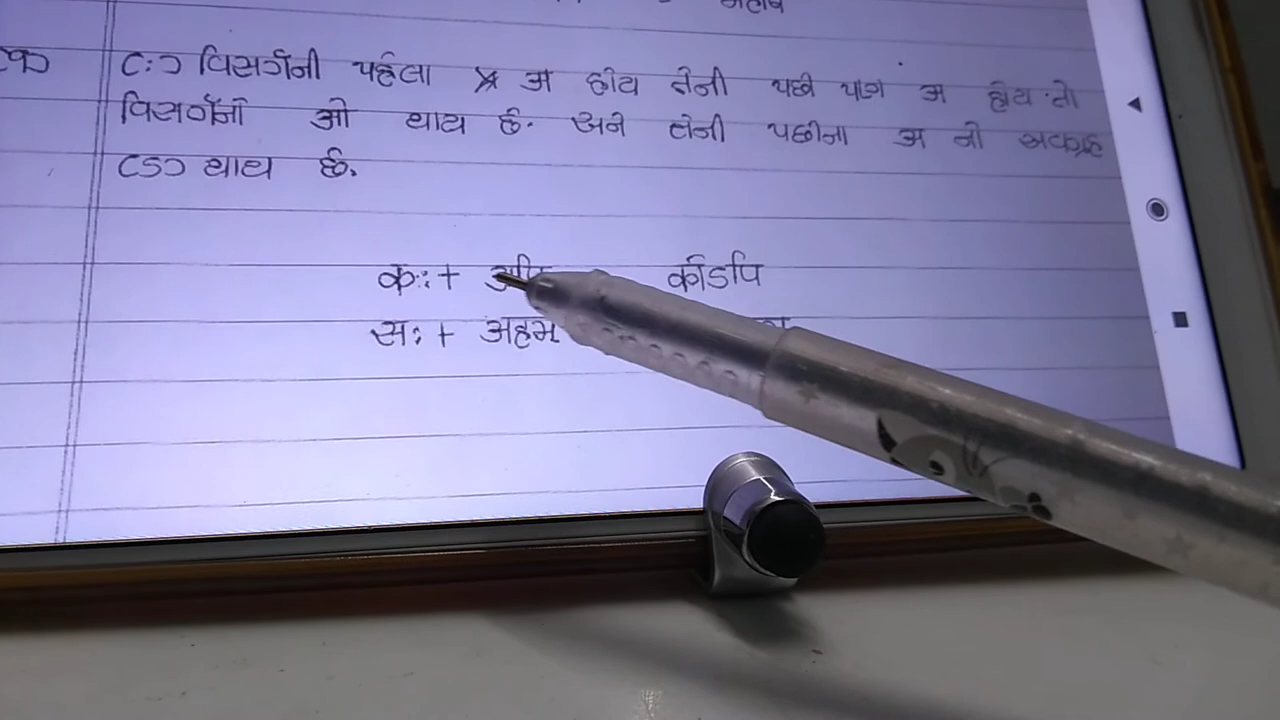 (:) विसर्गनी पहेला अ होय तेनी पछी पण अ होय तो
विसर्गनो ओ थाय छे. अने तेनी पछीना अ नो अवग्रह
(ऽ) थाय छे.
कः + अपि कोऽपि
सः + अहम